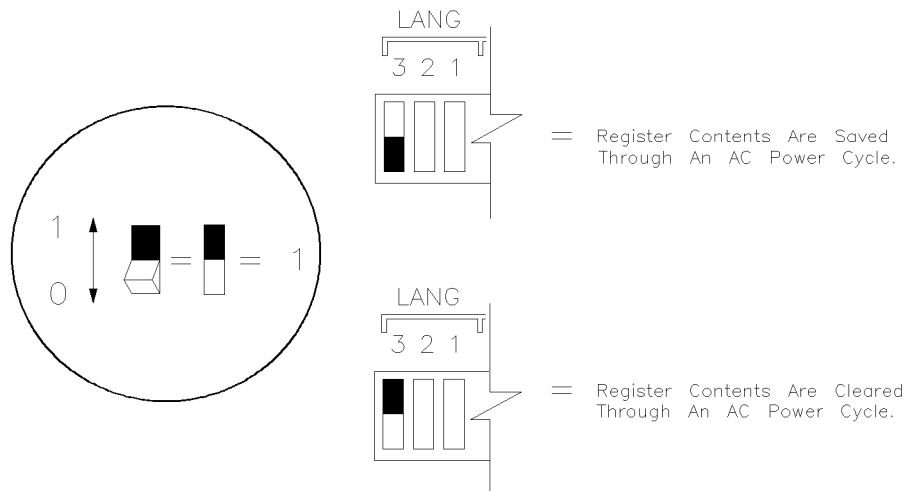 LANG
3 2 1
= Register Contents Are Saved
Through An AC Power Cycle.
1
0
= = 1
LANG
3 2 1
= Register Contents Are Cleared
Through An AC Power Cycle.